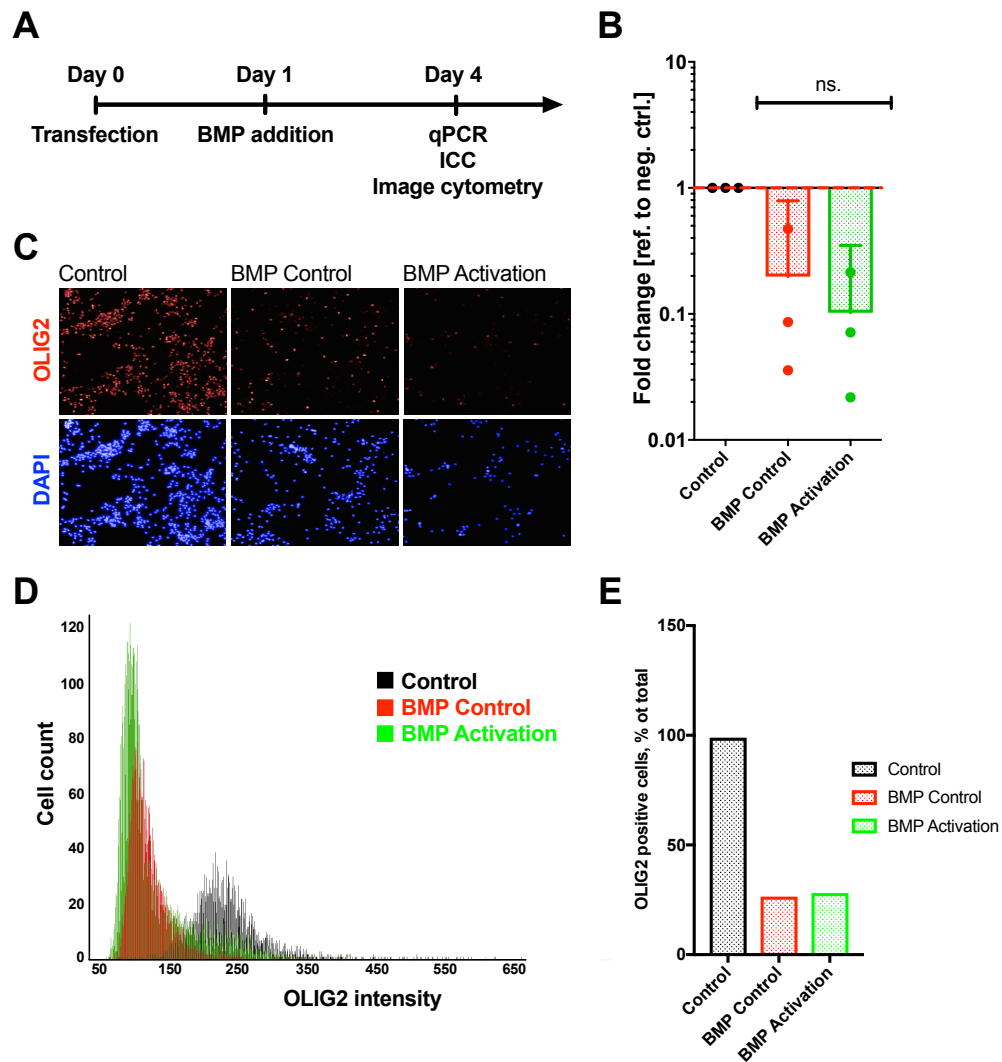 A
Day 0 Day 1 Day 4
Transfection BMP addition qPCR
ICC
Image cytometry
B
ns.
Fold change [ref. to neg. ctrl.]
10
1
0.1
0.01
Control
BMP Control
BMP Activation
C
Control BMP Control BMP Activation
OLIG2
DAPI
D
Cell count
120
100
80
60
40
20
0
50 150 250 350 450 550 650
OLIG2 intensity
Control
BMP Control
BMP Activation
E
OLIG2 positive cells, % ot total
150
100
50
0
Control
BMP Control
BMP Activation
Control
BMP Control
BMP Activation